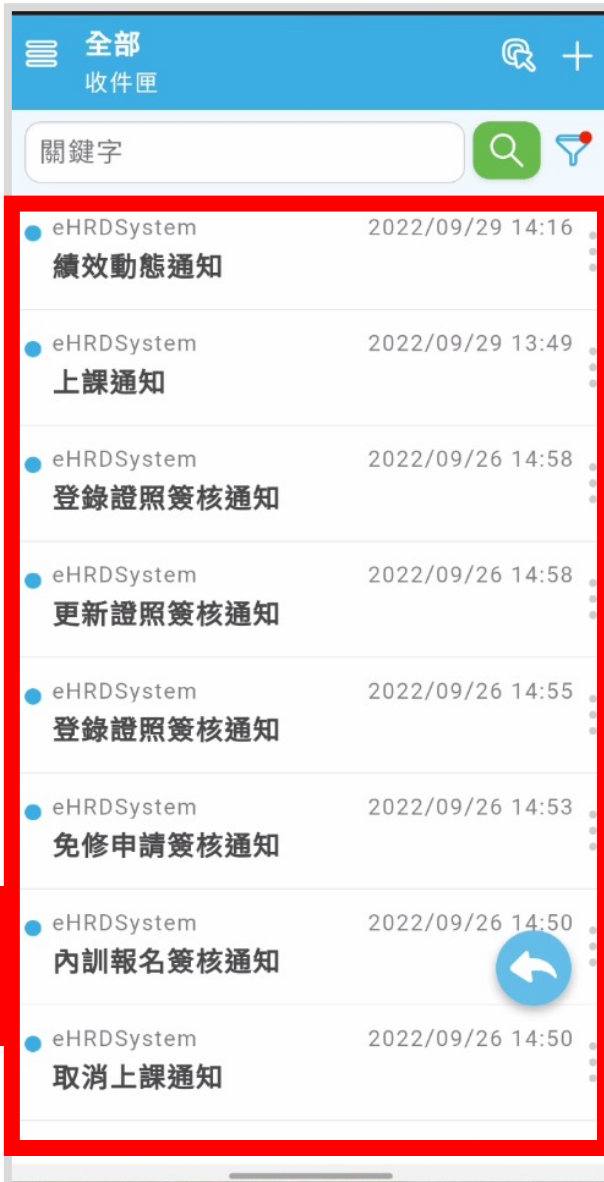 全部
收件匣
關鍵字
eHRDSystem 2022/09/29 14:16
績效動態通知
eHRDSystem 2022/09/29 13:49
上課通知
eHRDSystem 2022/09/26 14:58
登錄證照簽核通知
eHRDSystem 2022/09/26 14:58
更新證照簽核通知
eHRDSystem 2022/09/26 14:55
登錄證照簽核通知
eHRDSystem 2022/09/26 14:53
免修申請簽核通知
eHRDSystem 2022/09/26 14:50
內訓報名簽核通知
eHRDSystem 2022/09/26 14:50
取消上課通知